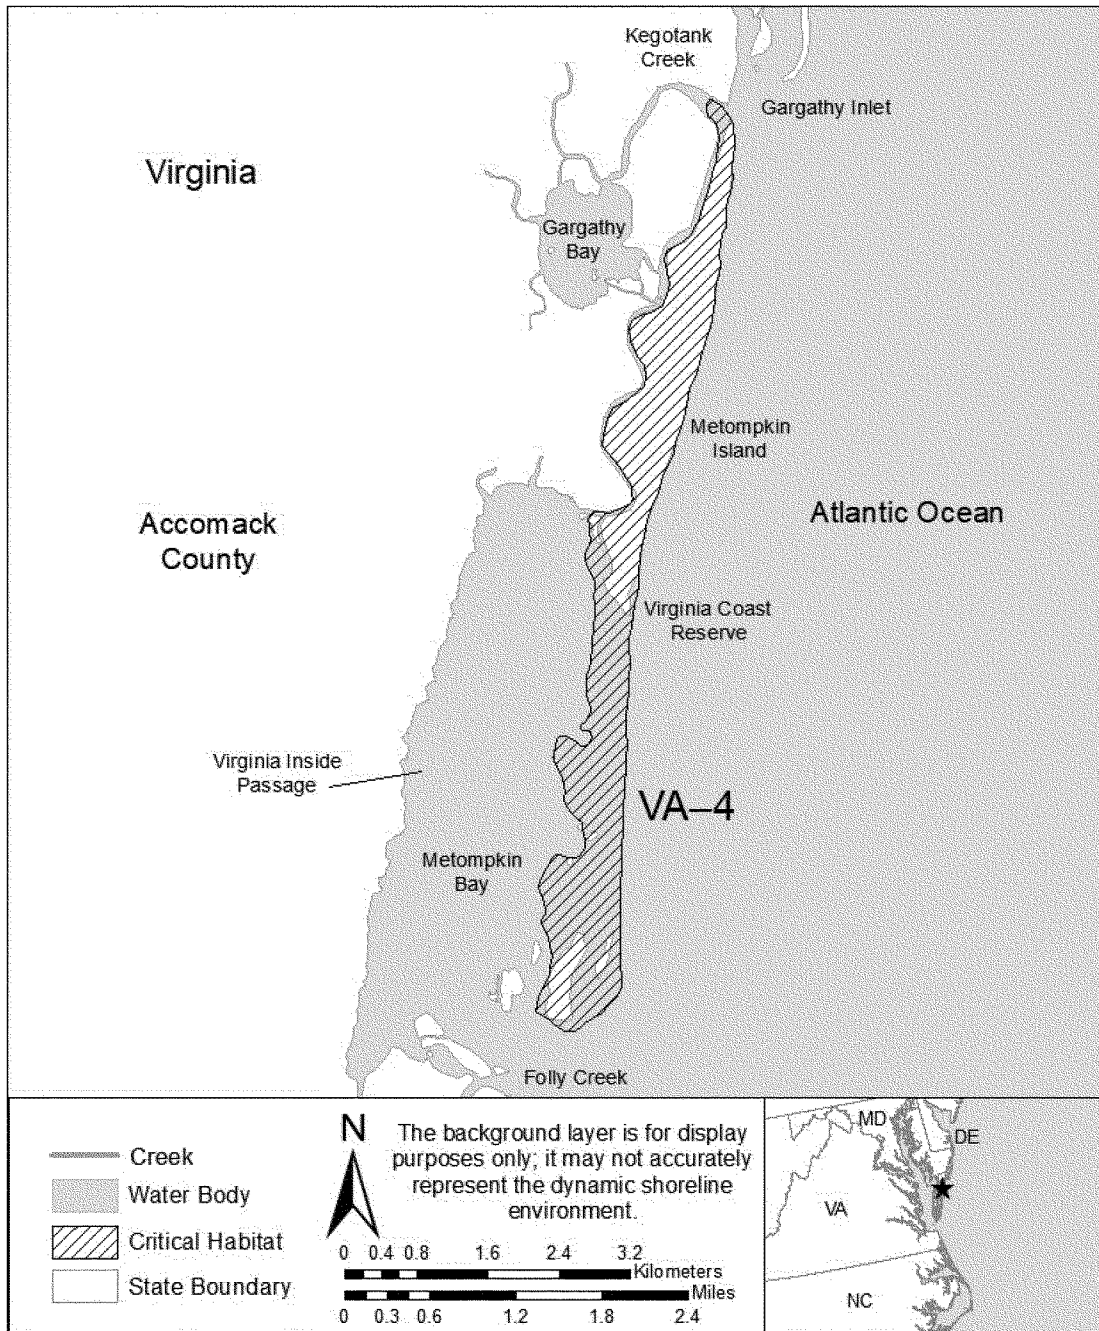 Kegotank
Creek
Gargathy Inlet
Virginia
Gargathy
Bay
Metompkin
Island
Atlantic Ocean
Accomack
County
Virginia Coast
Reserve
Virginia Inside
Passage
VA–4
Metompkin
Bay
Folly Creek
Creek
Water Body
Critical Habitat
State Boundary
N
The background layer is for display
purposes only; it may not accurately
represent the dynamic shoreline
environment.
0 0.4 0.8 1.6 2.4 3.2
Kilometers
Miles
0 0.3 0.6 1.2 1.8 2.4
MD
DE
VA
NC